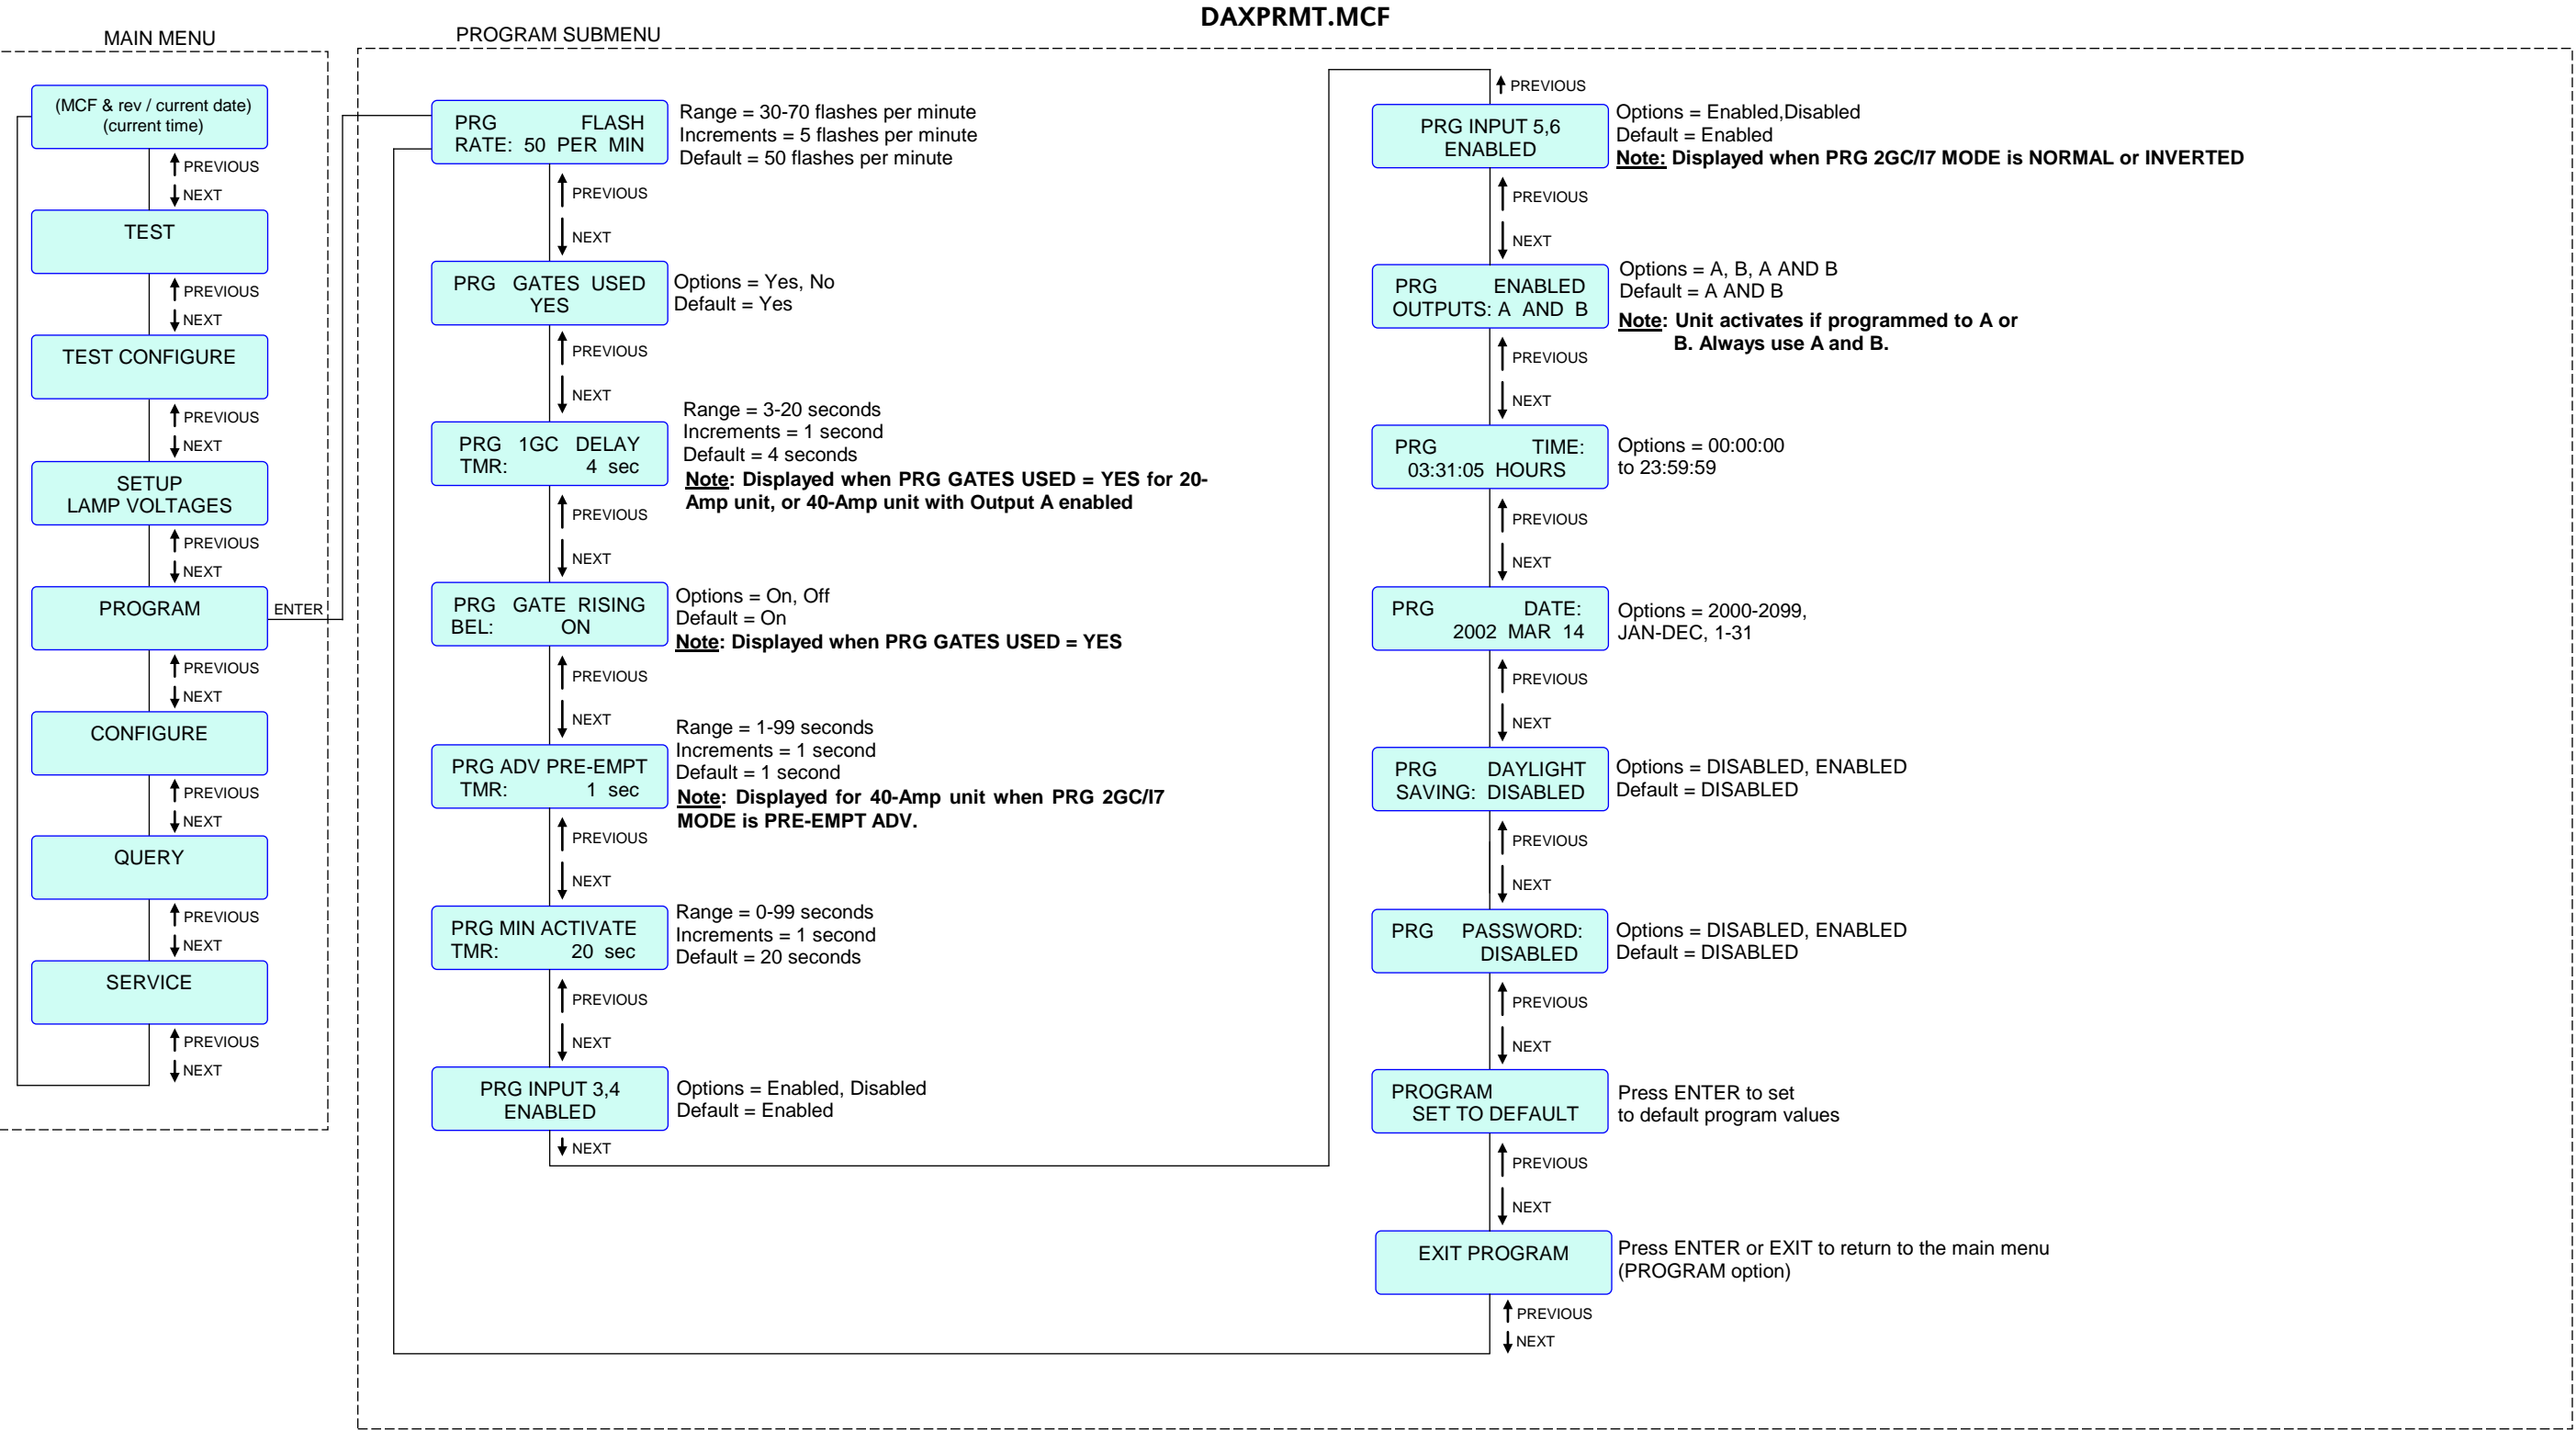 DAXPRMT.MCF
MAIN MENU
(MCF & rev / current date)
(current time)
PREVIOUS
NEXT
TEST
PREVIOUS
NEXT
TEST CONFIGURE
PREVIOUS
NEXT
SETUP
LAMP VOLTAGES
PREVIOUS
NEXT
PROGRAM
ENTER
PREVIOUS
NEXT
CONFIGURE
PREVIOUS
NEXT
QUERY
PREVIOUS
NEXT
SERVICE
PREVIOUS
NEXT
PROGRAM SUBMENU
PRG FLASH
RATE: 50 PER MIN
Range = 30-70 flashes per minute
Increments = 5 flashes per minute
Default = 50 flashes per minute
PREVIOUS
NEXT
PRG GATES USED
YES
Options = Yes, No
Default = Yes
PREVIOUS
NEXT
PRG 1GC DELAY
TMR: 4 sec
Range = 3-20 seconds
Increments = 1 second
Default = 4 seconds
Note: Displayed when PRG GATES USED = YES for 20-
Amp unit, or 40-Amp unit with Output A enabled
PREVIOUS
NEXT
PRG GATE RISING
BEL: ON
Options = On, Off
Default = On
Note: Displayed when PRG GATES USED = YES
PREVIOUS
NEXT
PRG ADV PRE-EMPT
TMR: 1 sec
Range = 1-99 seconds
Increments = 1 second
Default = 1 second
Note: Displayed for 40-Amp unit when PRG 2GC/I7
MODE is PRE-EMPT ADV.
PREVIOUS
NEXT
PRG MIN ACTIVATE
TMR: 20 sec
Range = 0-99 seconds
Increments = 1 second
Default = 20 seconds
PREVIOUS
NEXT
PRG INPUT 3,4
ENABLED
Options = Enabled, Disabled
Default = Enabled
NEXT
PREVIOUS
PRG INPUT 5,6
ENABLED
Options = Enabled,Disabled
Default = Enabled
Note: Displayed when PRG 2GC/I7 MODE is NORMAL or INVERTED
PREVIOUS
NEXT
PRG ENABLED
OUTPUTS: A AND B
Options = A, B, A AND B
Default = A AND B
Note: Unit activates if programmed to A or
B. Always use A and B.
PREVIOUS
NEXT
PRG TIME:
03:31:05 HOURS
Options = 00:00:00
to 23:59:59
PREVIOUS
NEXT
PRG DATE:
2002 MAR 14
Options = 2000-2099,
JAN-DEC, 1-31
PREVIOUS
NEXT
PRG DAYLIGHT
SAVING: DISABLED
Options = DISABLED, ENABLED
Default = DISABLED
PREVIOUS
NEXT
PRG PASSWORD:
DISABLED
Options = DISABLED, ENABLED
Default = DISABLED
PREVIOUS
NEXT
PROGRAM
SET TO DEFAULT
Press ENTER to set
to default program values
PREVIOUS
NEXT
EXIT PROGRAM
Press ENTER or EXIT to return to the main menu
(PROGRAM option)
PREVIOUS
NEXT